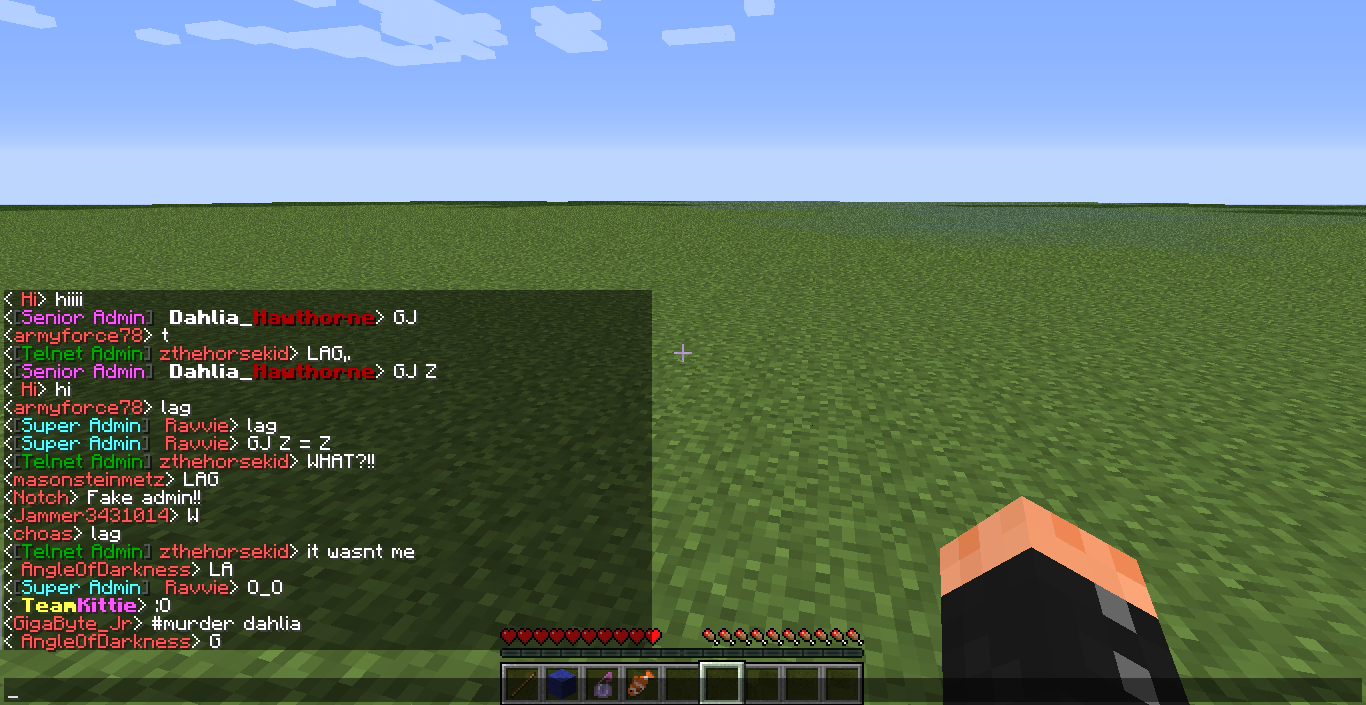 < Hi> hiiii
<[Senior Admin] Dahlia_Hawthorne> GJ
<armyforce78> t
<[Telnet Admin] zthehorsekid> LAG,.
<[Senior Admin] Dahlia_Hawthorne> GJ Z
< Hi> hi
<armyforce78> lag
<[Super Admin] Ravvie> lag
<[Super Admin] Ravvie> GJ Z = Z
<[Telnet Admin] zthehorsekid> WHAT?!!
<masonsteinmetz> LAG
<Notch> Fake admin!!
<Jammer3431014> W
<choas> lag
<[Telnet Admin] zthehorsekid> it wasnt me
< AngleOfDarkness> LA
<[Super Admin] Ravvie> O_O
< TeamKittie> :O
<GigaByte_Jr> #murder dahlia
< AngleOfDarkness> G
_